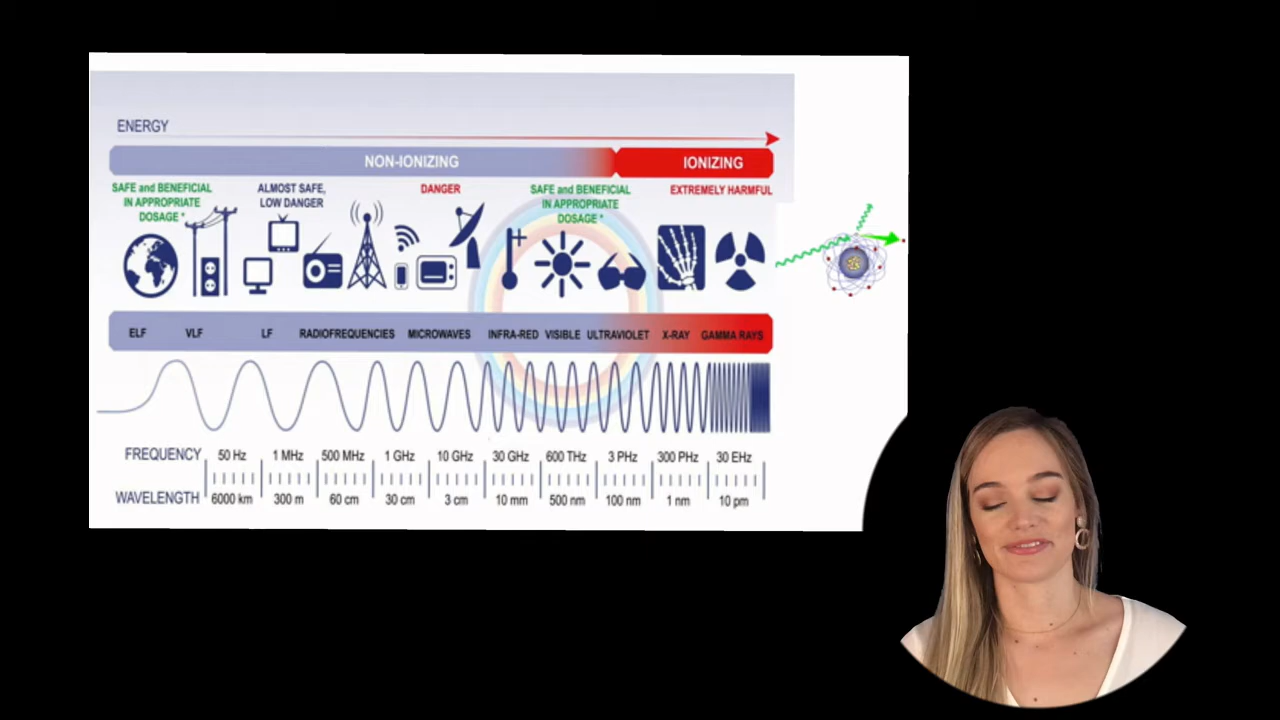 ENERGY
NON-IONIZING IONIZING
SAFE and BENEFICIAL
IN APPROPRIATE
DOSAGE *
ALMOST SAFE,
LOW DANGER
DANGER
SAFE and BENEFICIAL
IN APPROPRIATE
DOSAGE *
EXTREMELY HARMFUL
ELF VLF LF RADIOFREQUENCIES MICROWAVES INFRA-RED VISIBLE ULTRAVIOLET X-RAY GAMMA RAYS
FREQUENCY 50 Hz 1 MHz 500 MHz 1 GHz 10 GHz 30 GHz 600 THz 3 PHz 300 PHz 30 EHz
WAVELENGTH 6000 km 300 m 60 cm 30 cm 3 cm 10 mm 500 nm 100 nm 1 nm 10 pm